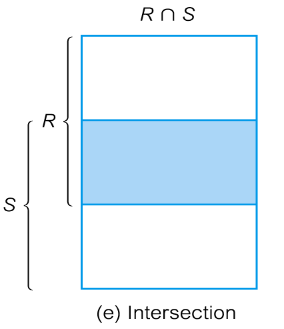 R ∩ S
R
S
(e) Intersection